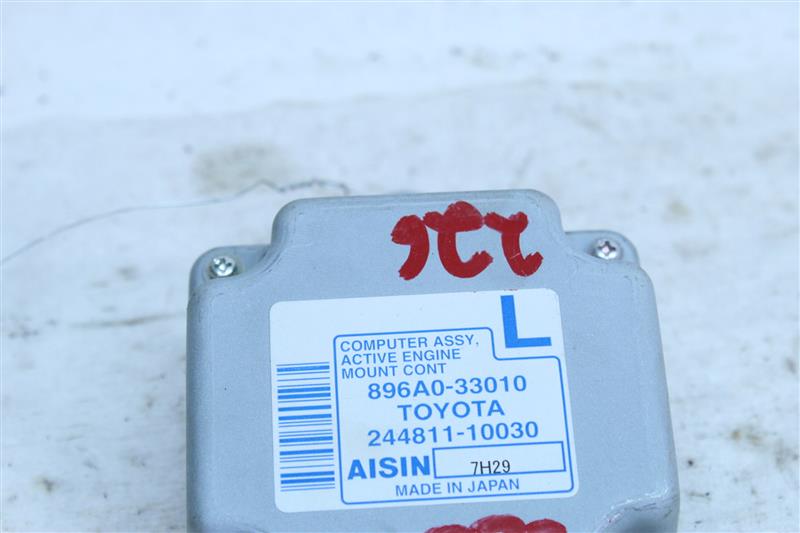 L
COMPUTER ASSY,
ACTIVE ENGINE
MOUNT CONT
896A0-33010
TOYOTA
244811-10030
AISIN 7H29
MADE IN JAPAN